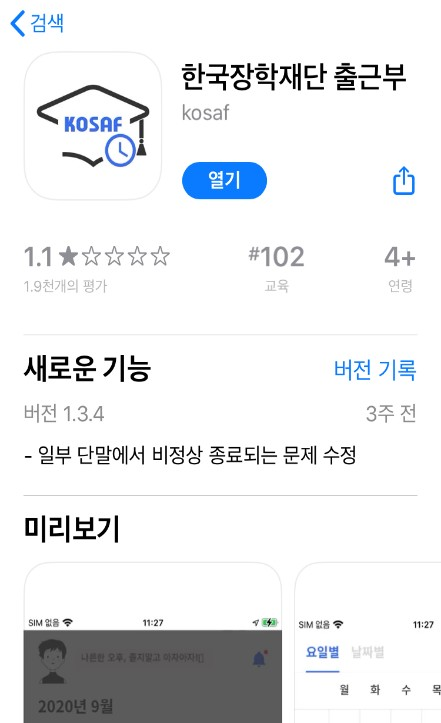 검색
KOSAF
한국장학재단 출근부
kosaf
열기
1.1
#102
4+
1.9천개의 평가
교육
연령
새로운 기능
버전 기록
버전 1.3.4
3주 전
- 일부 단말에서 비정상 종료되는 문제 수정
미리보기
SIM 없음 11:27
나른한 오후, 졸지말고 아자아자!!
2020년 9월
SIM 없음 11:27
요일별 날짜별
월 화 수 목